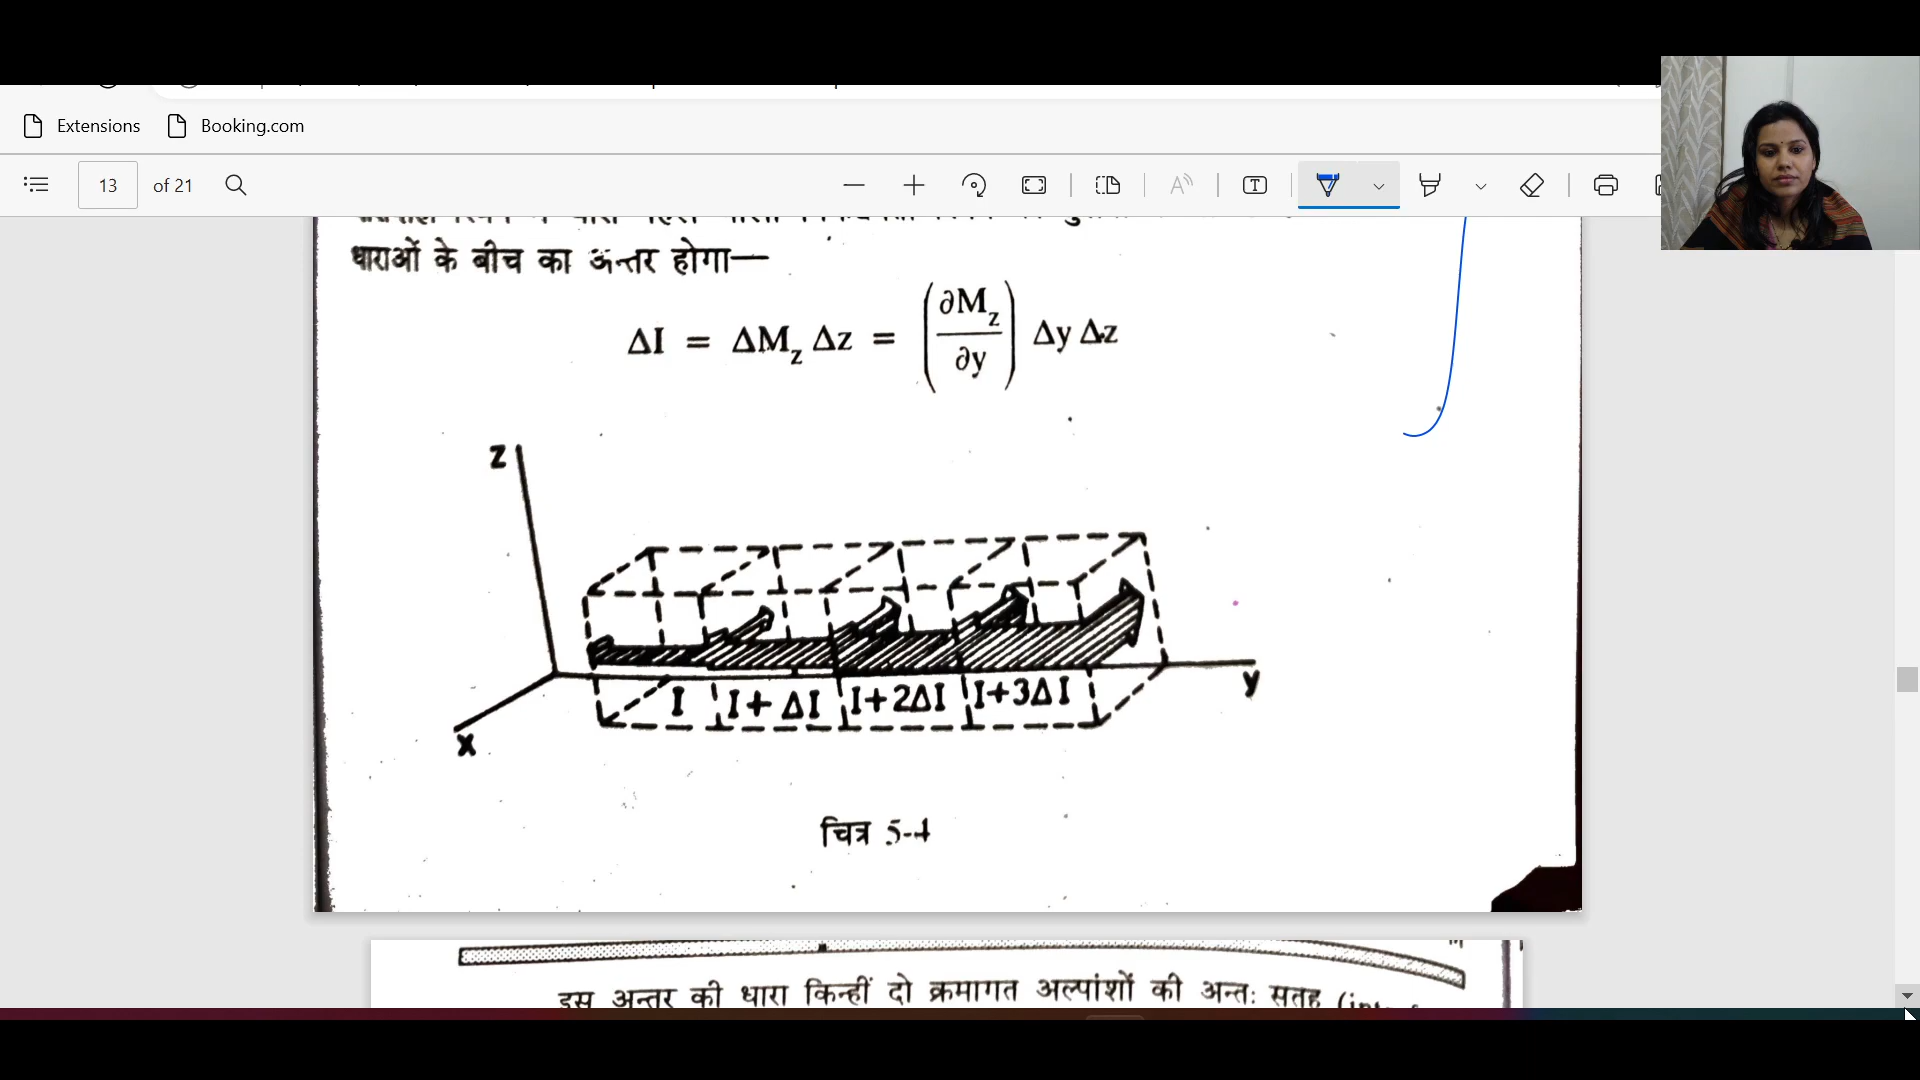 Extensions Booking.com
13 of 21
धाराओं के बीच का अन्तर होगा—
ΔI = ΔM_z Δz = (∂M_z/∂y) Δy Δz
Z
I I+ΔI I+2ΔI I+3ΔI
y
X
चित्र 5-4
इस अन्तर की धारा किन्हीं दो क्रमागत अल्पांशों की अन्तः सतह